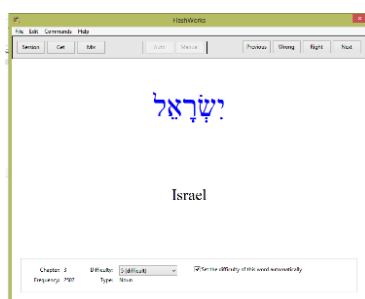 FlashWorks
File Edit Commands Help
Session Get Mix Auto Manual Previous Wrong Right Next
יִשְׂרָאֵל
Israel
Chapter: 3 Difficulty: 5 (difficult) Set the difficulty of this word automatically
Frequency: 2507 Type: Noun